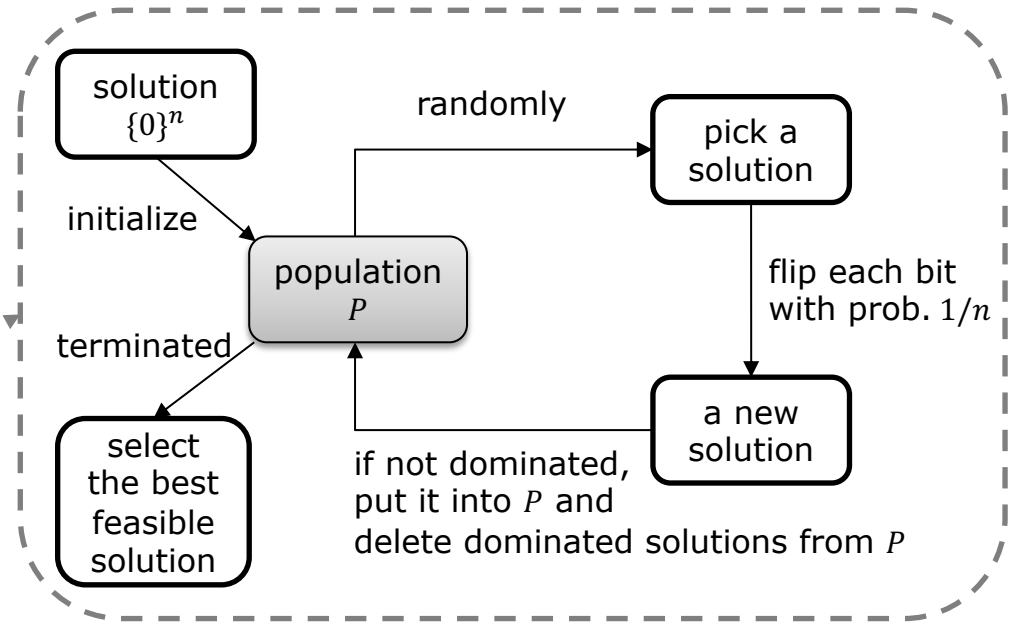 solution
{0}ⁿ
randomly
pick a
solution
initialize
population
P
flip each bit
with prob. 1/n
terminated
a new
solution
select
the best
feasible
solution
if not dominated,
put it into P and
delete dominated solutions from P